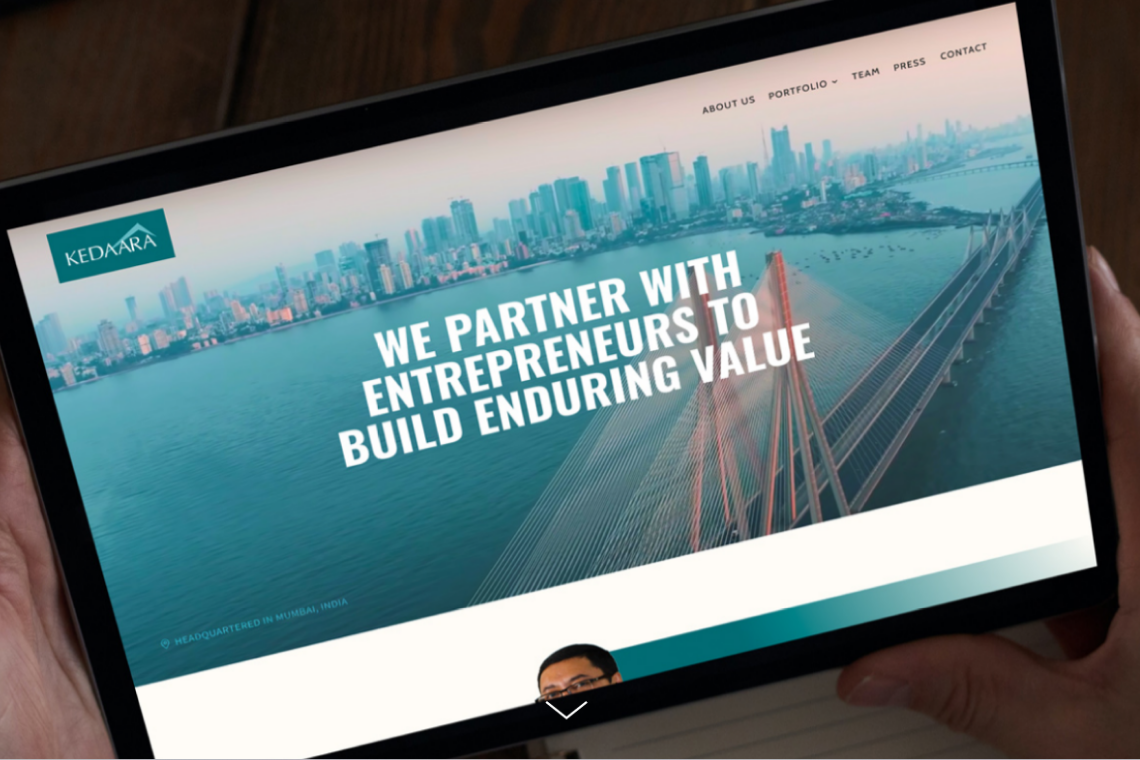 ABOUT US PORTFOLIO TEAM PRESS CONTACT
KEDAARA
WE PARTNER WITH
ENTREPRENEURS TO
BUILD ENDURING VALUE
HEADQUARTERED IN MUMBAI, INDIA